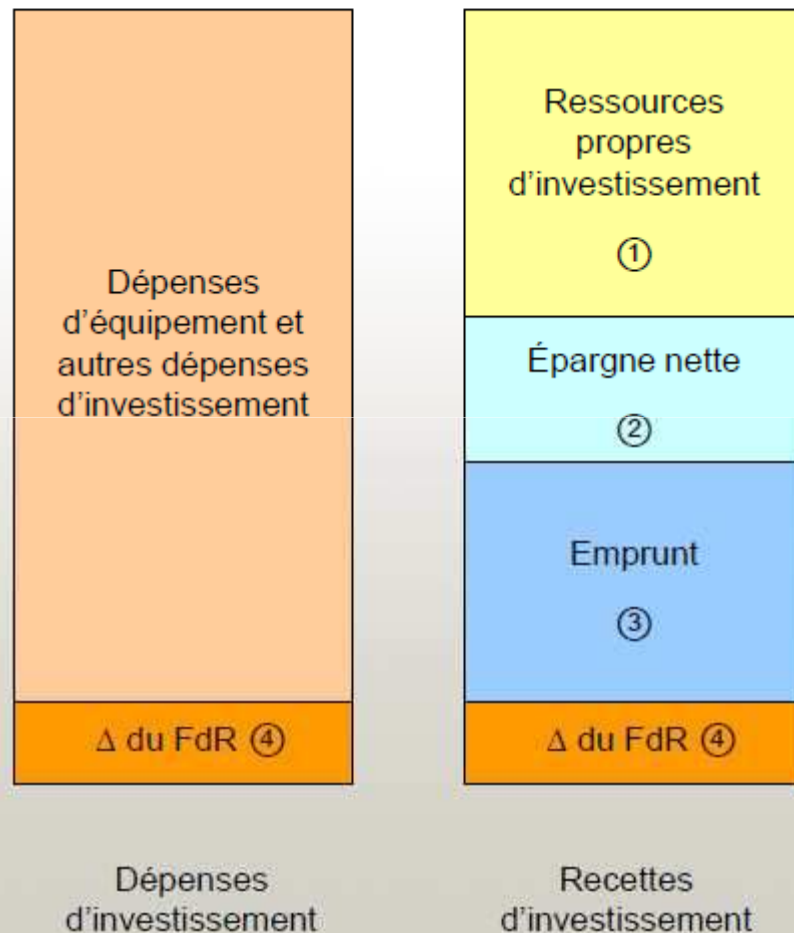 Dépenses
d'équipement et
autres dépenses
d'investissement
Δ du FdR ④
Dépenses
d'investissement
Ressources
propres
d'investissement
①
Épargne nette
②
Emprunt
③
Δ du FdR ④
Recettes
d'investissement